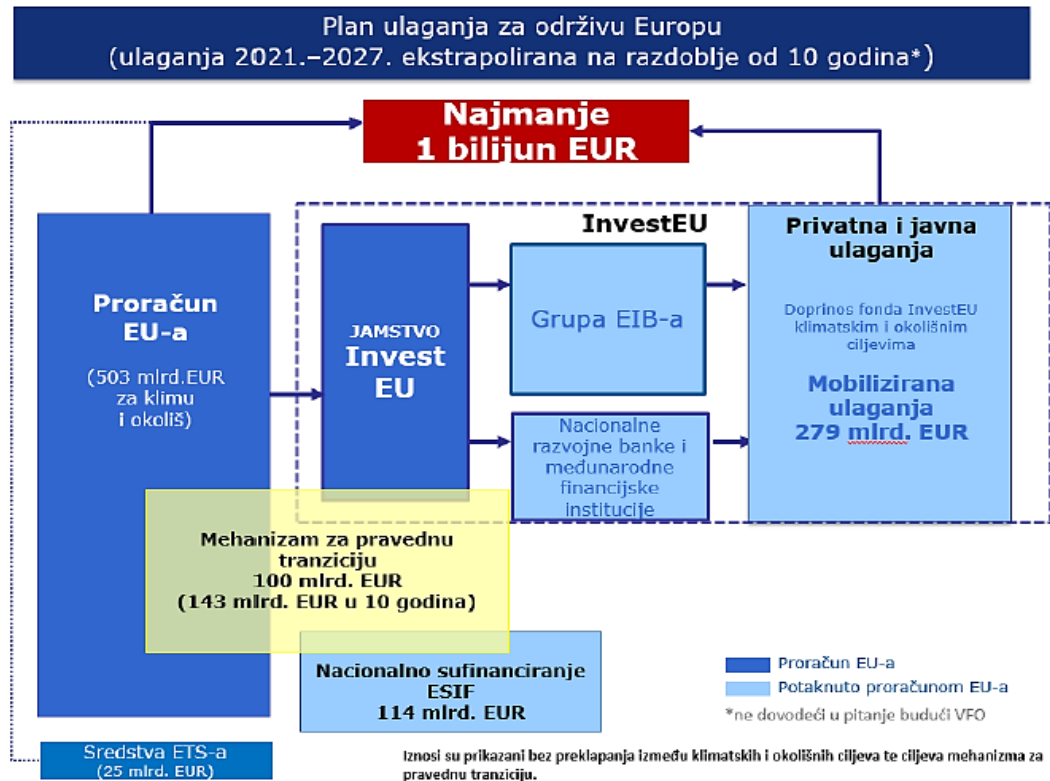 Plan ulaganja za održivu Europu
(ulaganja 2021.–2027. ekstrapolirana na razdoblje od 10 godina*)
Najmanje
1 bilijun EUR
Proračun
EU-a
(503 mlrd.EUR
za klimu
i okoliš)
JAMSTVO
Invest
EU
InvestEU
Grupa EIB-a
Nacionalne
razvojne banke i
međunarodne
financijske
institucije
Privatna i javna
ulaganja
Doprinos fonda InvestEU
klimatskim i okolišnim
ciljevima
Mobilizirana
ulaganja
279 mlrd. EUR
Mehanizam za pravednu
tranziciju
100 mlrd. EUR
(143 mlrd. EUR u 10 godina)
Nacionalno sufinanciranje
ESIF
114 mlrd. EUR
Sredstva ETS-a
(25 mlrd. EUR)
Proračun EU-a
Potaknuto proračunom EU-a
*ne dovodeći u pitanje budući VFO
Iznosi su prikazani bez preklapanja između klimatskih i okolišnih ciljeva te ciljeva mehanizma za
pravednu tranziciju.